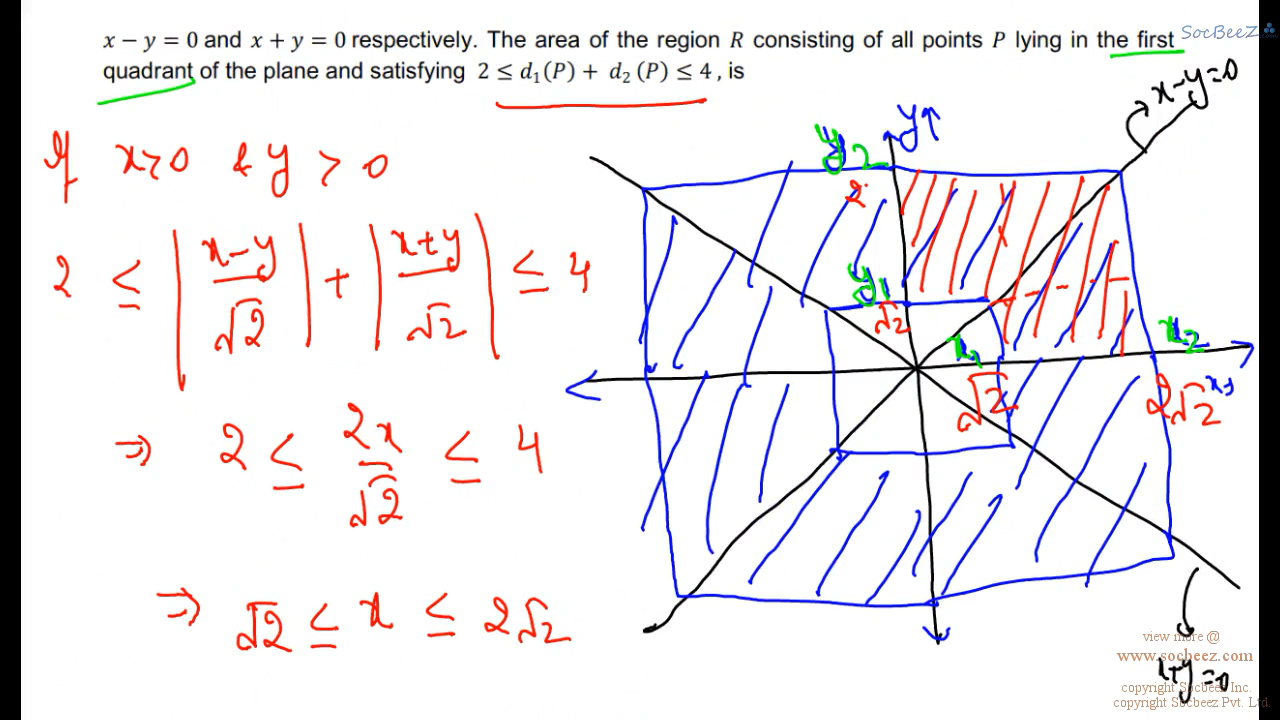 SocBeeZ
x − y = 0 and x + y = 0 respectively. The area of the region R consisting of all points P lying in the first
quadrant of the plane and satisfying 2 ≤ d₁(P) + d₂(P) ≤ 4, is
x-y=0
y↑
If x>0 & y>0
y2
2
2 ≤ |x-y/√2| + |x+y/√2| ≤ 4
y1
√2
x1
x2
√2
2√2
x→
⇒ 2 ≤ 2x/√2 ≤ 4
⇒ √2 ≤ x ≤ 2√2
view more @
www.socbeez.com
x+y=0
copyright Socbeez Inc.
copyright Socbeez Pvt. Ltd.